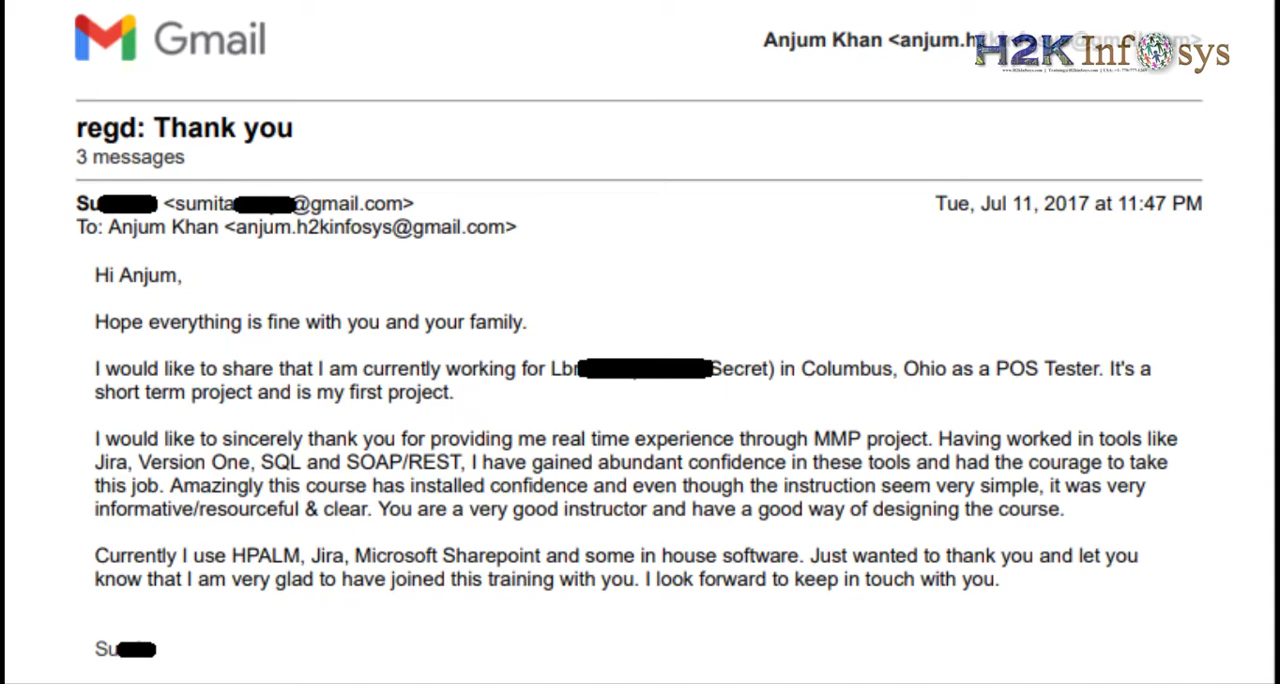 Gmail
Anjum Khan <anjum.h
H2K Infosys
regd: Thank you
3 messages
Su <sumita @gmail.com>
Tue, Jul 11, 2017 at 11:47 PM
To: Anjum Khan <anjum.h2kinfosys@gmail.com>
Hi Anjum,
Hope everything is fine with you and your family.
I would like to share that I am currently working for Lbr Secret) in Columbus, Ohio as a POS Tester. It's a
short term project and is my first project.
I would like to sincerely thank you for providing me real time experience through MMP project. Having worked in tools like
Jira, Version One, SQL and SOAP/REST, I have gained abundant confidence in these tools and had the courage to take
this job. Amazingly this course has installed confidence and even though the instruction seem very simple, it was very
informative/resourceful & clear. You are a very good instructor and have a good way of designing the course.
Currently I use HPALM, Jira, Microsoft Sharepoint and some in house software. Just wanted to thank you and let you
know that I am very glad to have joined this training with you. I look forward to keep in touch with you.
Su